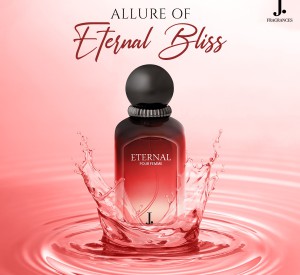 J.
FRAGRANCES
ALLURE OF
Eternal Bliss
ETERNAL
POUR FEMME
J.